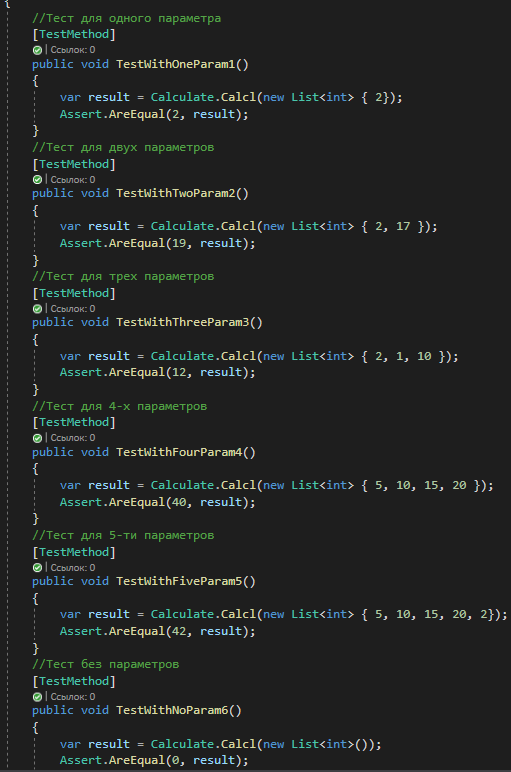 {
//Тест для одного параметра
[TestMethod]
| Ссылок: 0
public void TestWithOneParam1()
{
var result = Calculate.Calcl(new List<int> { 2});
Assert.AreEqual(2, result);
}
//Тест для двух параметров
[TestMethod]
| Ссылок: 0
public void TestWithTwoParam2()
{
var result = Calculate.Calcl(new List<int> { 2, 17 });
Assert.AreEqual(19, result);
}
//Тест для трех параметров
[TestMethod]
| Ссылок: 0
public void TestWithThreeParam3()
{
var result = Calculate.Calcl(new List<int> { 2, 1, 10 });
Assert.AreEqual(12, result);
}
//Тест для 4-х параметров
[TestMethod]
| Ссылок: 0
public void TestWithFourParam4()
{
var result = Calculate.Calcl(new List<int> { 5, 10, 15, 20 });
Assert.AreEqual(40, result);
}
//Тест для 5-ти параметров
[TestMethod]
| Ссылок: 0
public void TestWithFiveParam5()
{
var result = Calculate.Calcl(new List<int> { 5, 10, 15, 20, 2});
Assert.AreEqual(42, result);
}
//Тест без параметров
[TestMethod]
| Ссылок: 0
public void TestWithNoParam6()
{
var result = Calculate.Calcl(new List<int>());
Assert.AreEqual(0, result);